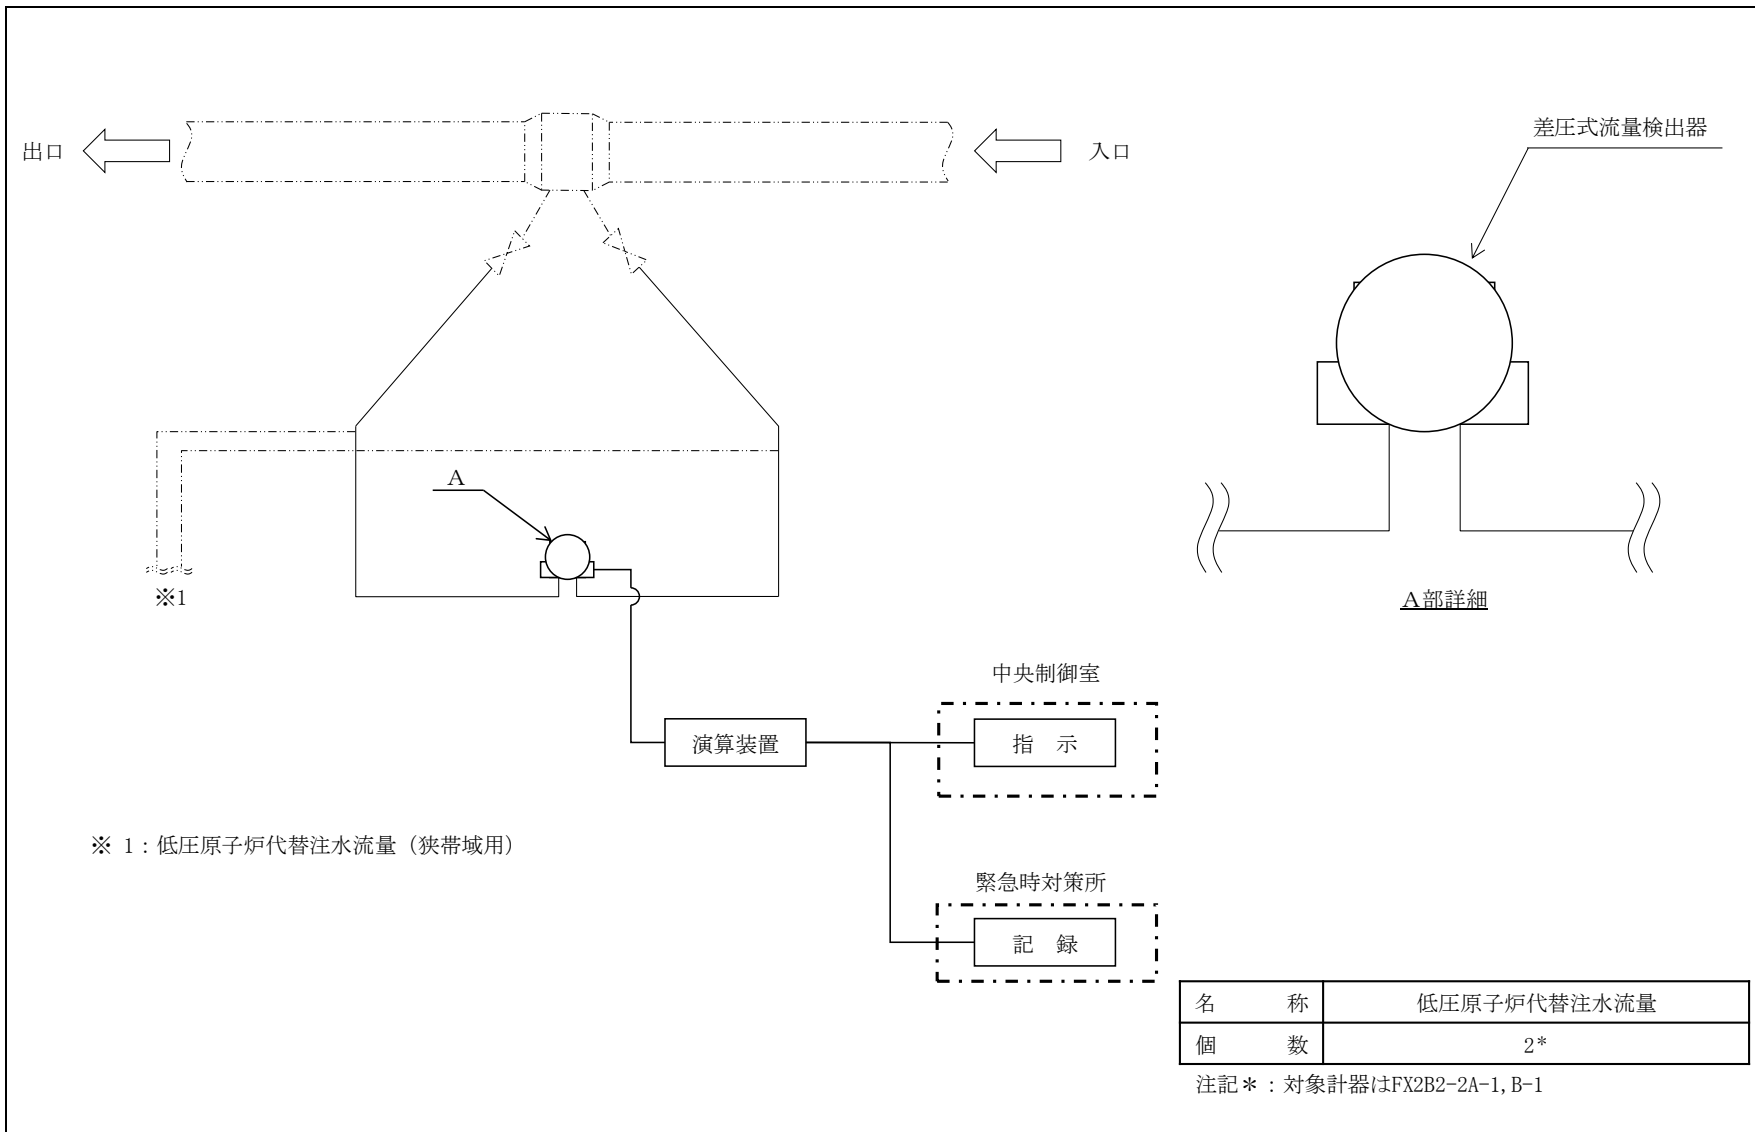 出口
入口
差圧式流量検出器
A
※1
A部詳細
中央制御室
演算装置
指 示
※ 1:低圧原子炉代替注水流量(狭帯域用)
緊急時対策所
記 録
名 称 低圧原子炉代替注水流量
個 数 2*
注記*:対象計器はFX2B2-2A-1,B-1